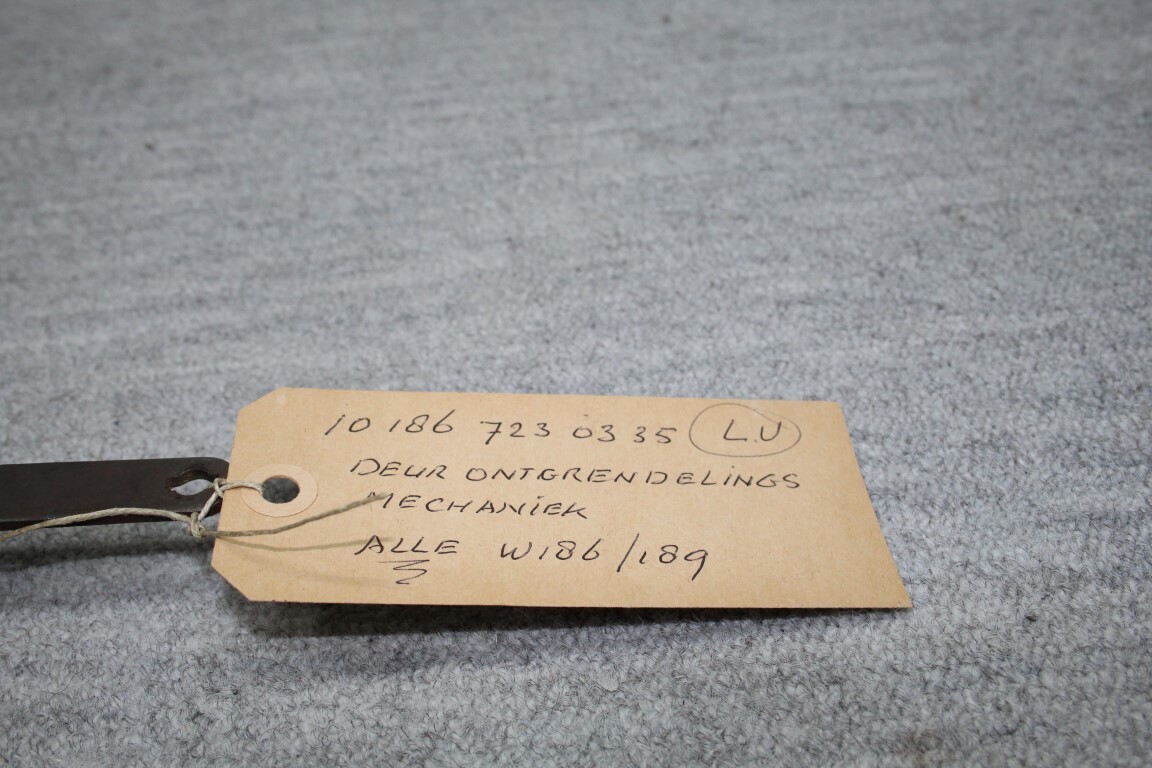 10 186 723 03 35 L.V
DEUR ONTGRENDELINGS
MECHANIEK
ALLE W186/189